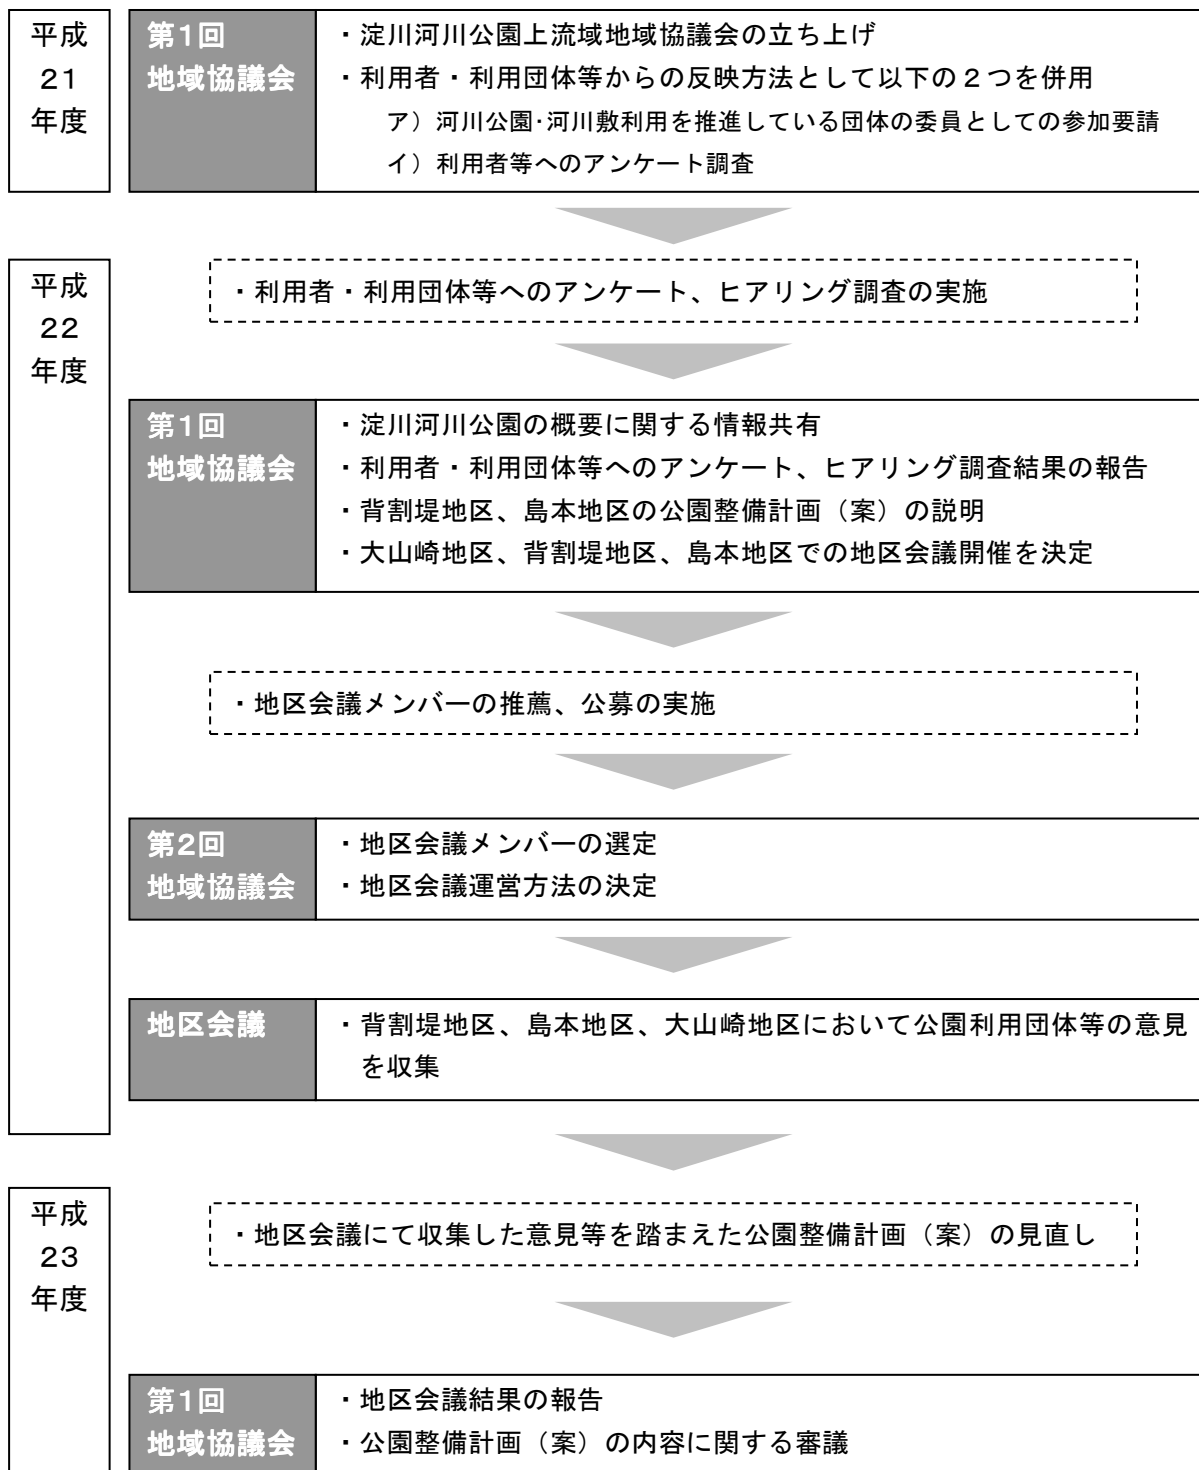 平成
21
年度
第1回
地域協議会
・淀川河川公園上流域地域協議会の立ち上げ
・利用者・利用団体等からの反映方法として以下の2つを併用
ア）河川公園･河川敷利用を推進している団体の委員としての参加要請
イ）利用者等へのアンケート調査
平成
22
年度
・利用者・利用団体等へのアンケート、ヒアリング調査の実施
第1回
地域協議会
・淀川河川公園の概要に関する情報共有
・利用者・利用団体等へのアンケート、ヒアリング調査結果の報告
・背割堤地区、島本地区の公園整備計画（案）の説明
・大山崎地区、背割堤地区、島本地区での地区会議開催を決定
・地区会議メンバーの推薦、公募の実施
第2回
地域協議会
・地区会議メンバーの選定
・地区会議運営方法の決定
地区会議
・背割堤地区、島本地区、大山崎地区において公園利用団体等の意見
を収集
平成
23
年度
・地区会議にて収集した意見等を踏まえた公園整備計画（案）の見直し
第1回
地域協議会
・地区会議結果の報告
・公園整備計画（案）の内容に関する審議